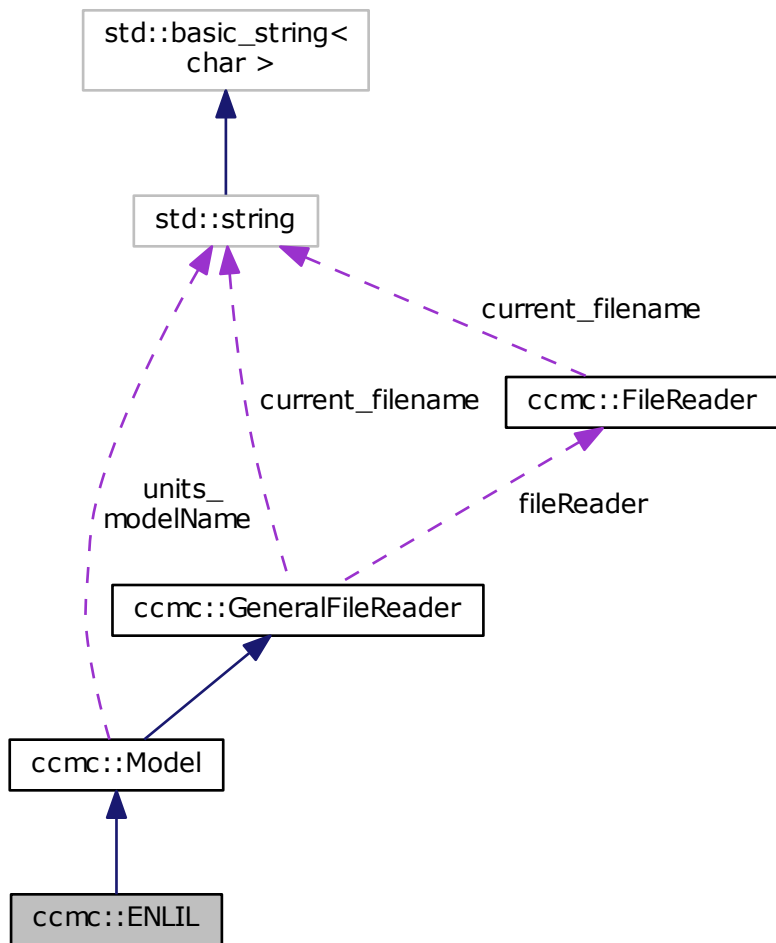 std::basic_string<
char >
std::string
current_filename
current_filename
ccmc::FileReader
units_
modelName
fileReader
ccmc::GeneralFileReader
ccmc::Model
ccmc::ENLIL